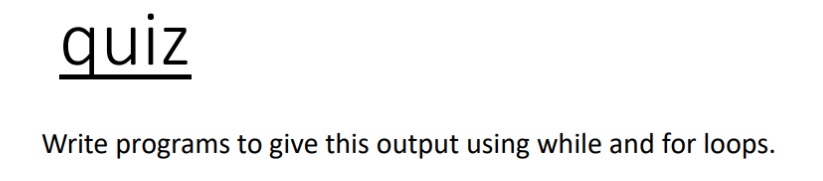 quiz
Write programs to give this output using while and for loops.